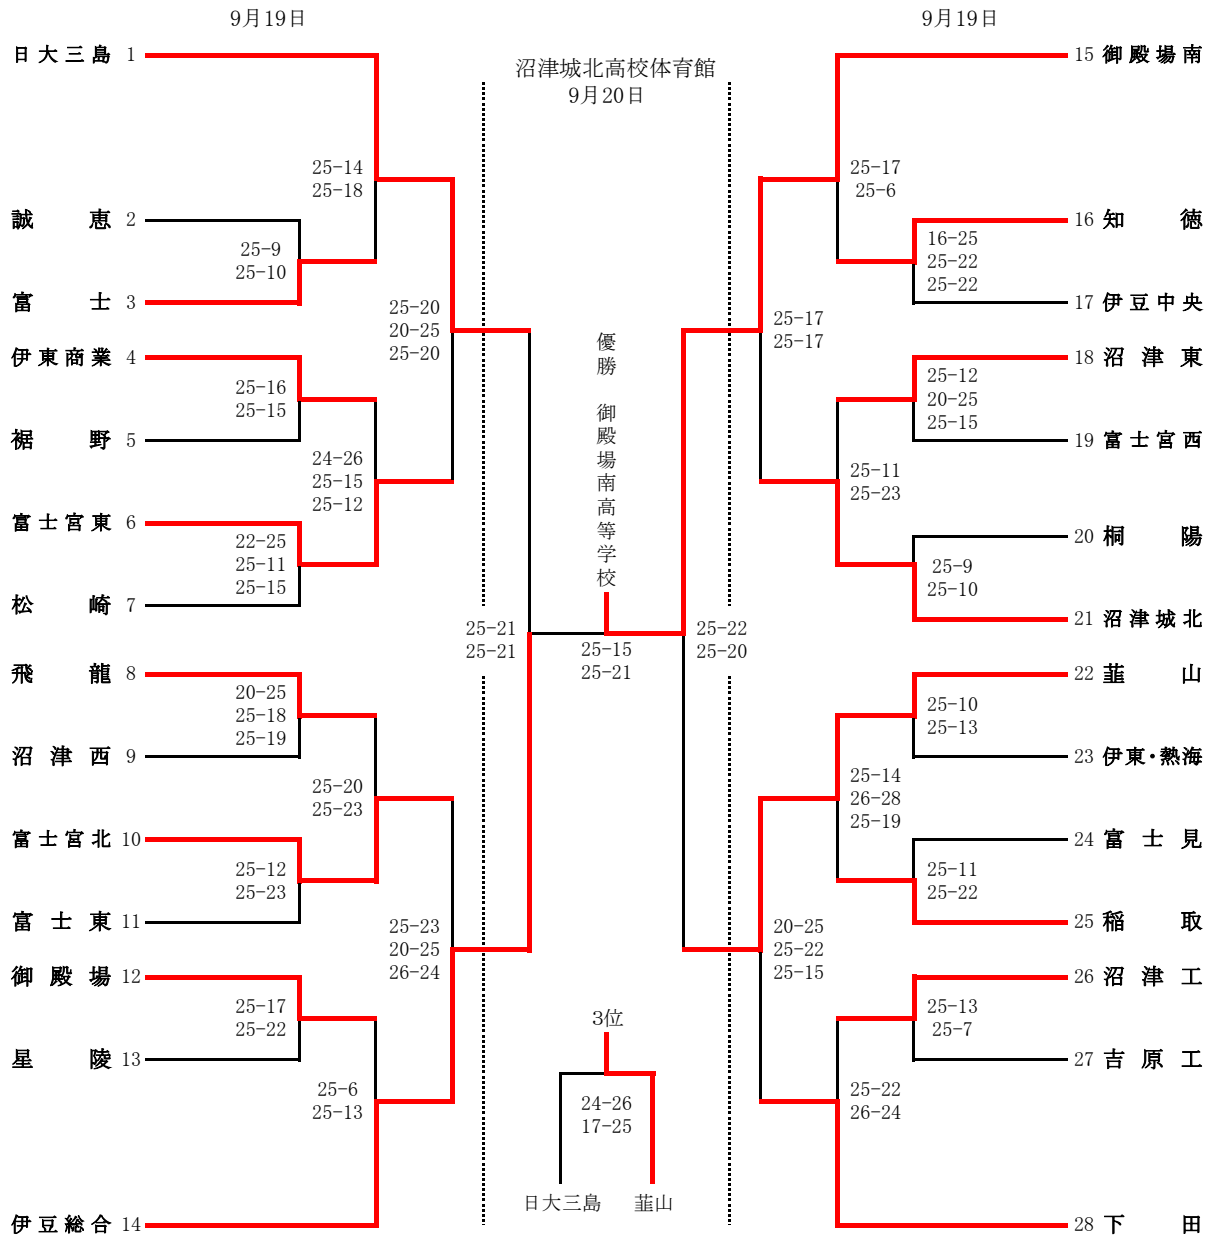 9月19日
9月19日
沼津城北高校体育館
9月20日
日大三島 1
誠恵 2
富士 3
伊東商業 4
裾野 5
富士宮東 6
松崎 7
飛龍 8
沼津西 9
富士宮北 10
富士東 11
御殿場 12
星陵 13
伊豆総合 14
25-14
25-18
25-9
25-10
25-20
20-25
25-20
25-16
25-15
24-26
25-15
25-12
22-25
25-11
25-15
25-21
25-21
20-25
25-18
25-19
25-20
25-23
25-12
25-23
25-23
20-25
26-24
25-17
25-22
25-6
25-13
優勝 御殿場南高等学校
25-15
25-21
3位
24-26
17-25
日大三島 韮山
25-17
25-6
16-25
25-22
25-22
25-17
25-17
25-12
20-25
25-15
25-11
25-23
25-9
25-10
25-22
25-20
25-10
25-13
25-14
26-28
25-19
25-11
25-22
20-25
25-22
25-15
25-13
25-7
25-22
26-24
15 御殿場南
16 知徳
17 伊豆中央
18 沼津東
19 富士宮西
20 桐陽
21 沼津城北
22 韮山
23 伊東・熱海
24 富士見
25 稲取
26 沼津工
27 吉原工
28 下田